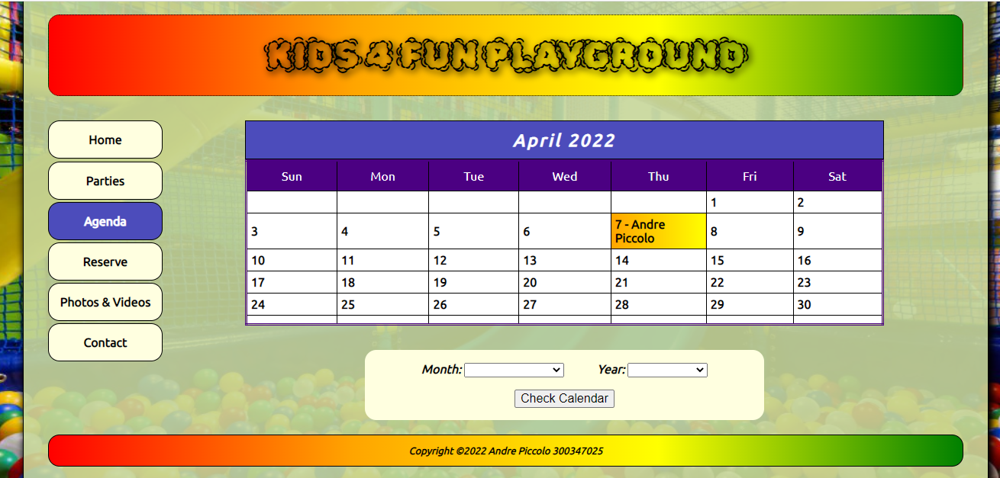 KIDS 4 FUN PLAYGROUND
Home
Parties
Agenda
Reserve
Photos & Videos
Contact
April 2022
Sun Mon Tue Wed Thu Fri Sat
1 2
3 4 5 6 7 - Andre Piccolo 8 9
10 11 12 13 14 15 16
17 18 19 20 21 22 23
24 25 26 27 28 29 30
Month: Year:
Check Calendar
Copyright ©2022 Andre Piccolo 300347025